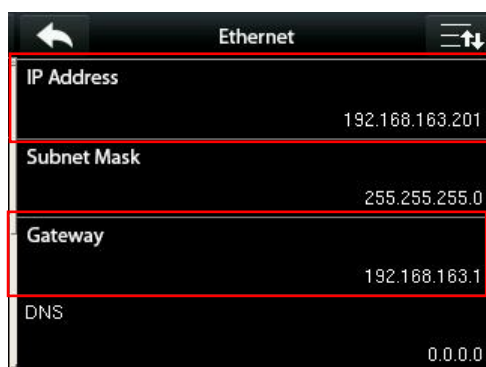 Ethernet
IP Address
192.168.163.201
Subnet Mask
255.255.255.0
Gateway
192.168.163.1
DNS
0.0.0.0